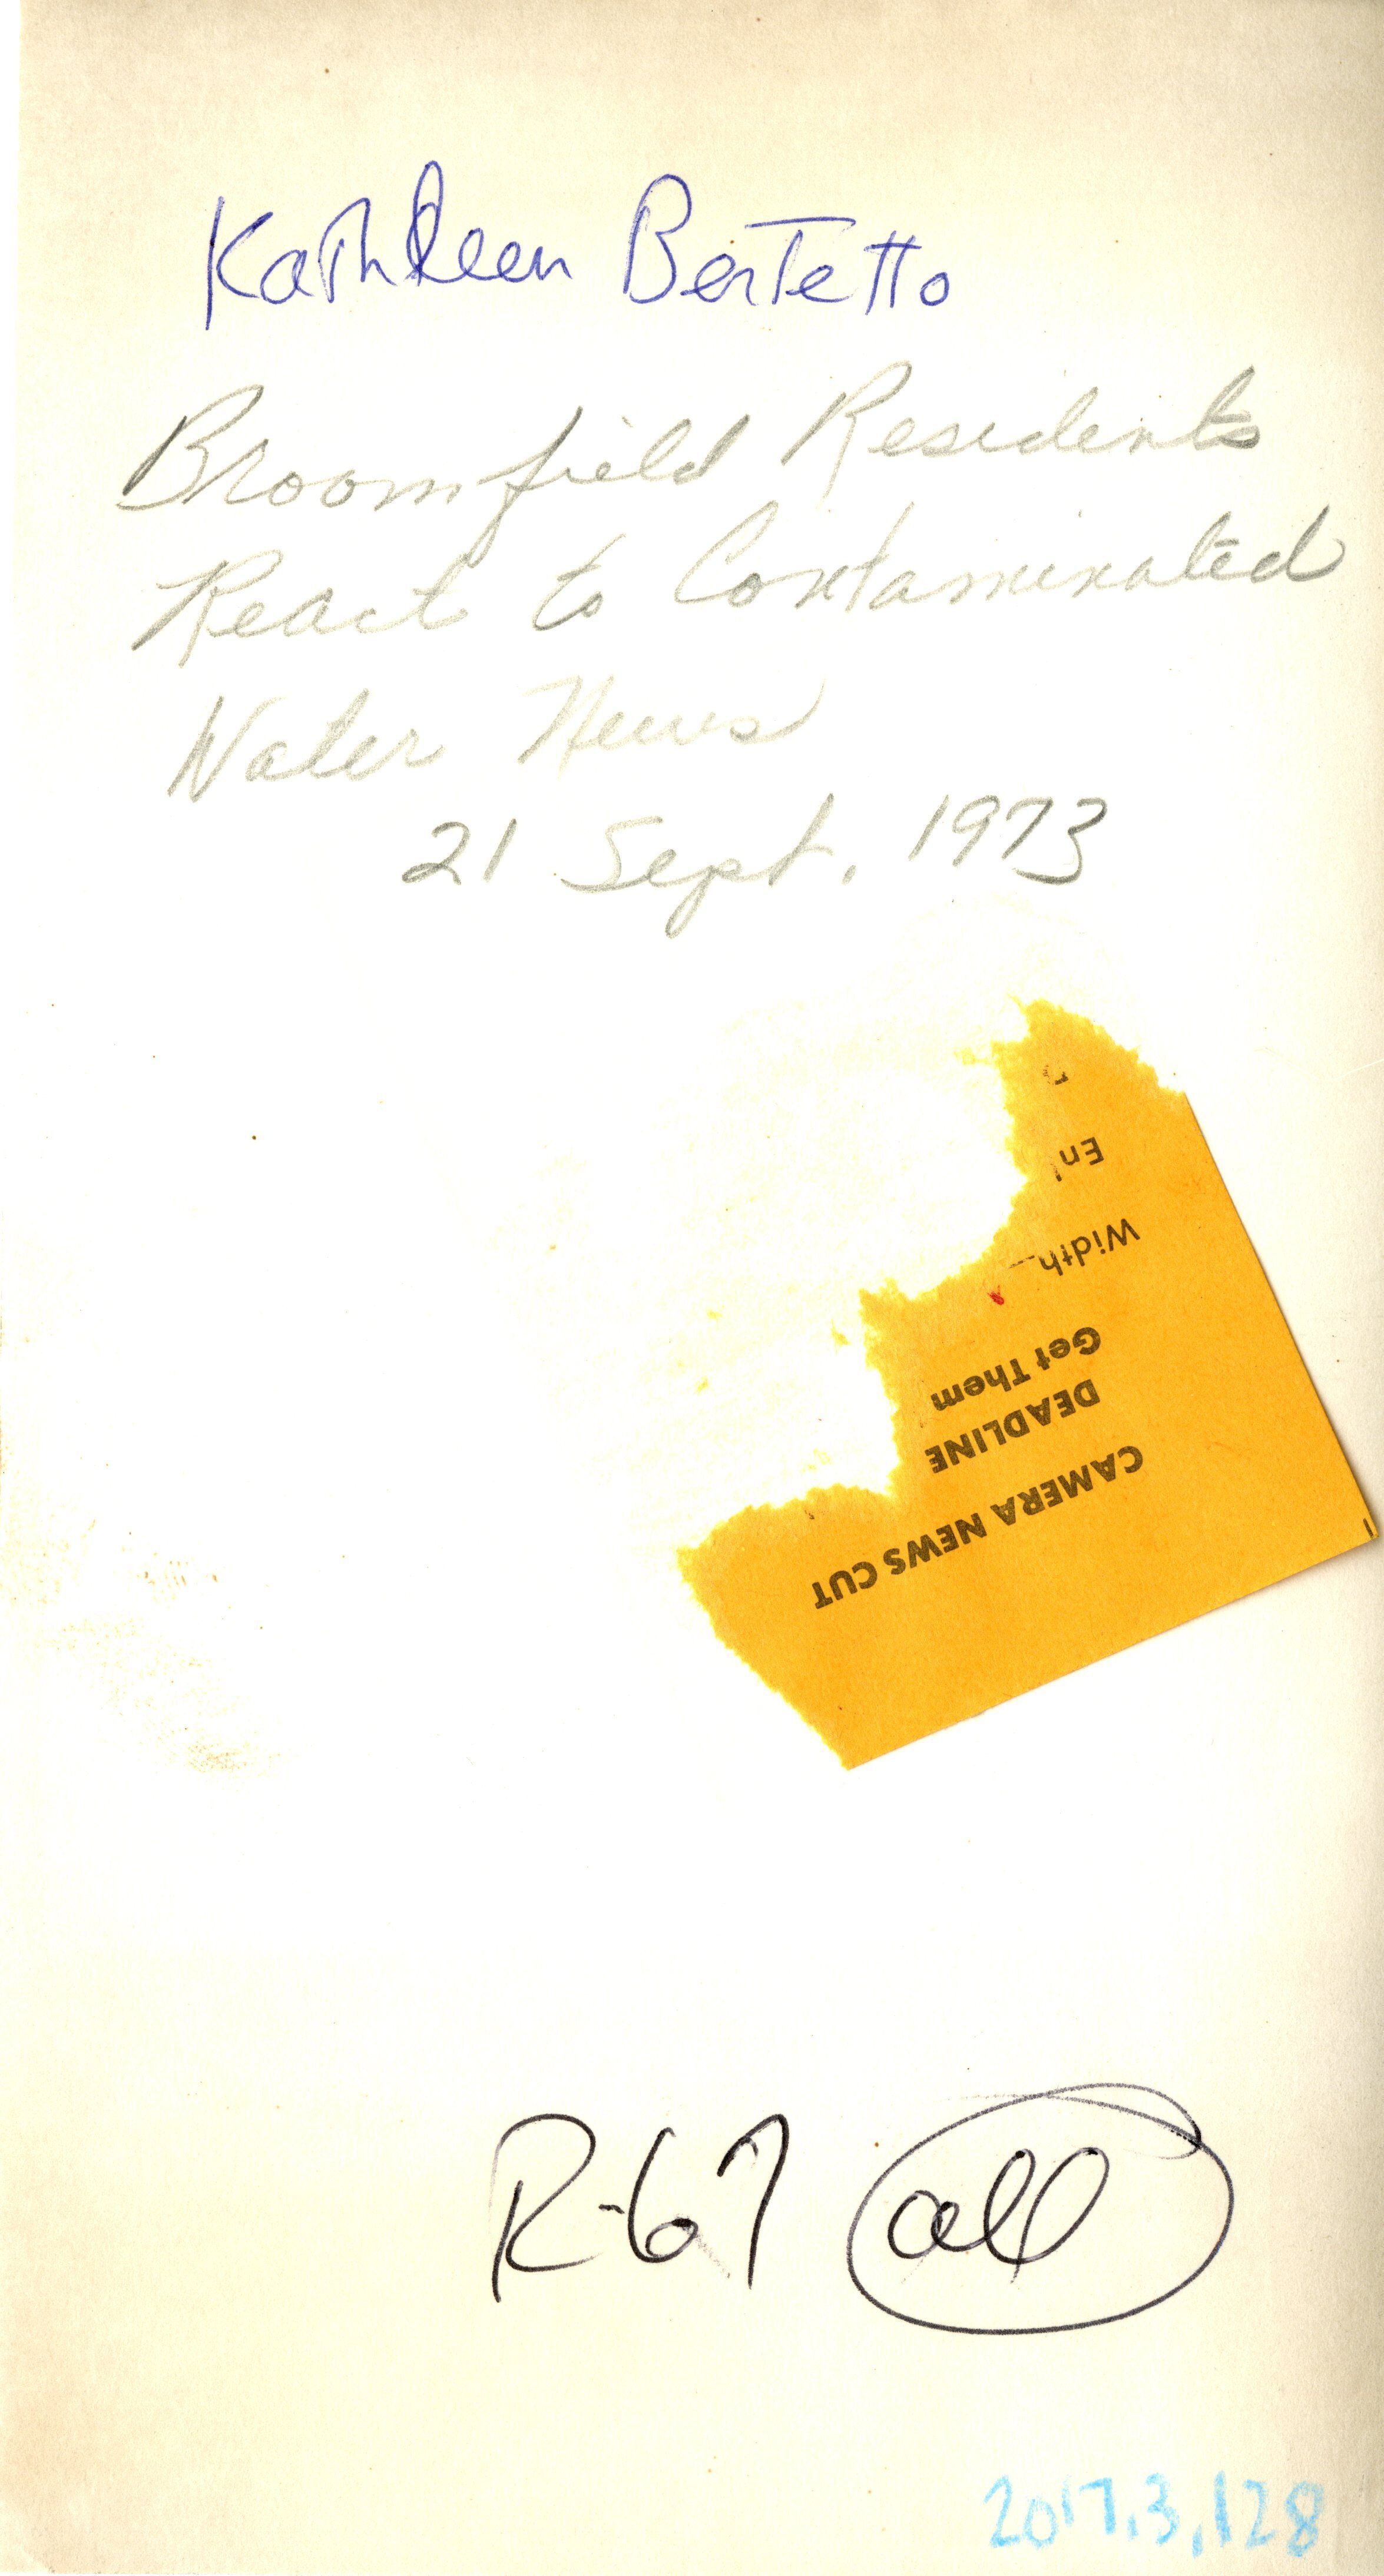 Kathleen Bertetto
Broomfield Residents
React to Contaminated
Water News
21 Sept. 1973
CAMERA NEWS CUT
DEADLINE
Get Them
Width
En
R-67 all
2017.3.128